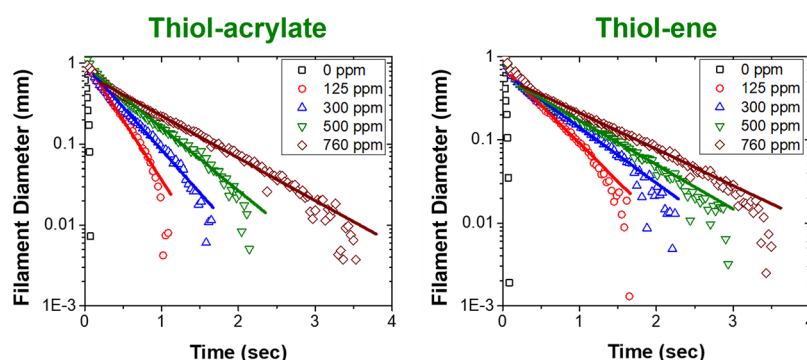 Thiol-acrylate
Thiol-ene
Filament Diameter (mm)
1
0.1
0.01
1E-3
0 ppm
125 ppm
300 ppm
500 ppm
760 ppm
0 1 2 3 4
Time (sec)
Filament Diameter (mm)
1
0.1
0.01
1E-3
0 ppm
125 ppm
300 ppm
500 ppm
760 ppm
0 1 2 3 4
Time (sec)